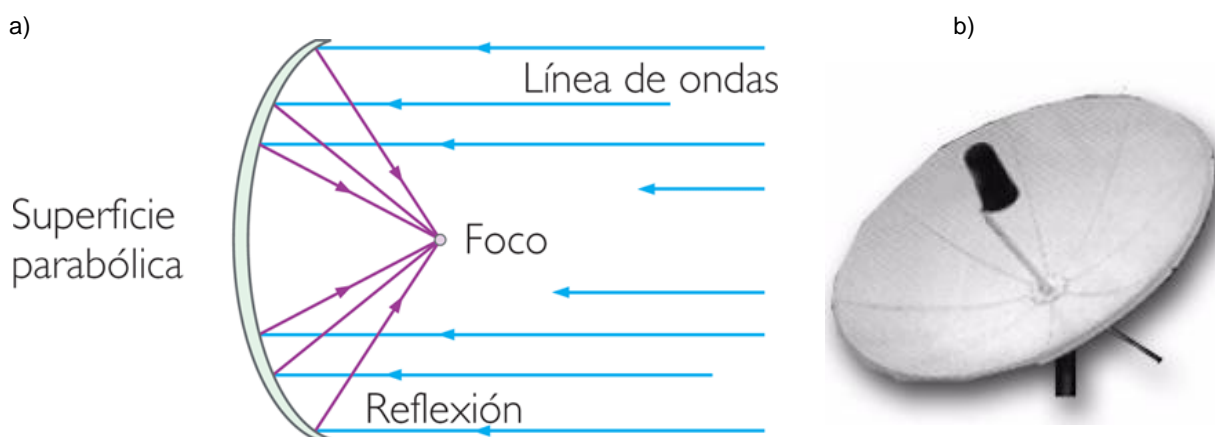 a)
b)
Línea de ondas
Superficie
parabólica
Foco
Reflexión